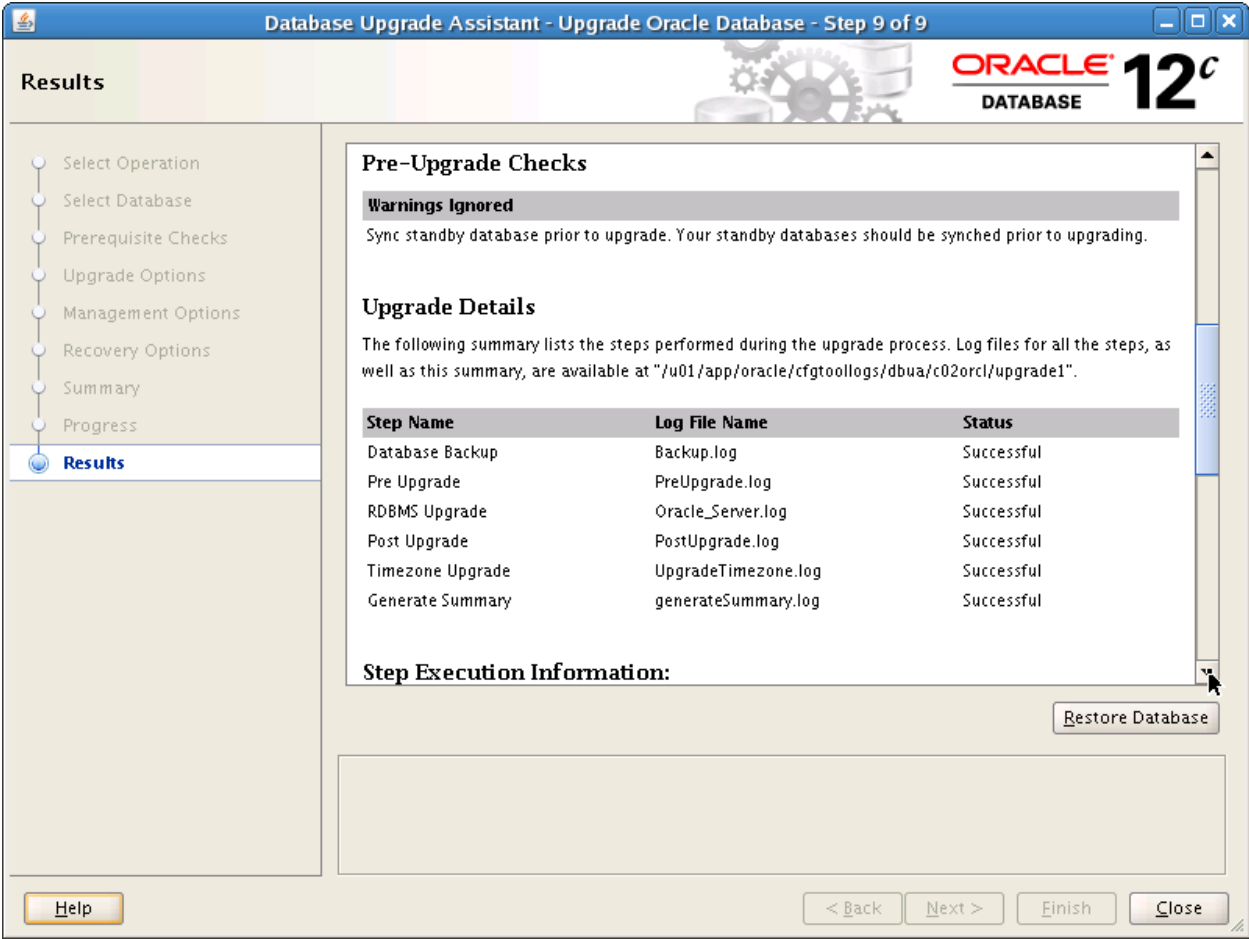 Database Upgrade Assistant - Upgrade Oracle Database - Step 9 of 9
Results
ORACLE®
DATABASE
12c
Select Operation
Select Database
Prerequisite Checks
Upgrade Options
Management Options
Recovery Options
Summary
Progress
Results
Pre-Upgrade Checks
Warnings Ignored
Sync standby database prior to upgrade. Your standby databases should be synched prior to upgrading.
Upgrade Details
The following summary lists the steps performed during the upgrade process. Log files for all the steps, as
well as this summary, are available at "/u01/app/oracle/cfgtoollogs/dbua/c02orcl/upgrade1".
Step Name Log File Name Status
Database Backup Backup.log Successful
Pre Upgrade PreUpgrade.log Successful
RDBMS Upgrade Oracle_Server.log Successful
Post Upgrade PostUpgrade.log Successful
Timezone Upgrade UpgradeTimezone.log Successful
Generate Summary generateSummary.log Successful
Step Execution Information:
Restore Database
Help
< Back
Next >
Finish
Close